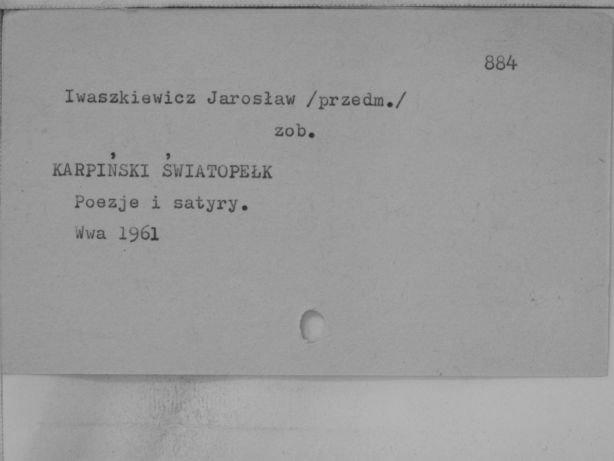 884
Iwaszkiewicz Jarosław /przedm./
zob.
KARPIŃSKI ŚWIATOPEŁK
Poezje i satyry.
Wwa 1961